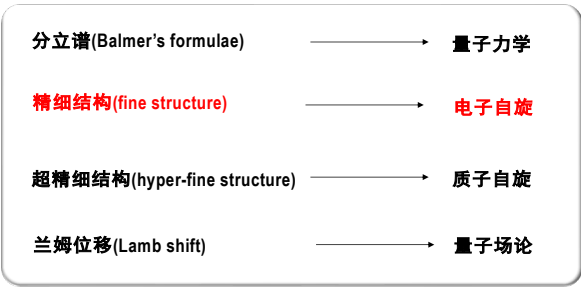 分立谱(Balmer's formulae) 量子力学
精细结构(fine structure) 电子自旋
超精细结构(hyper-fine structure) 质子自旋
兰姆位移(Lamb shift) 量子场论